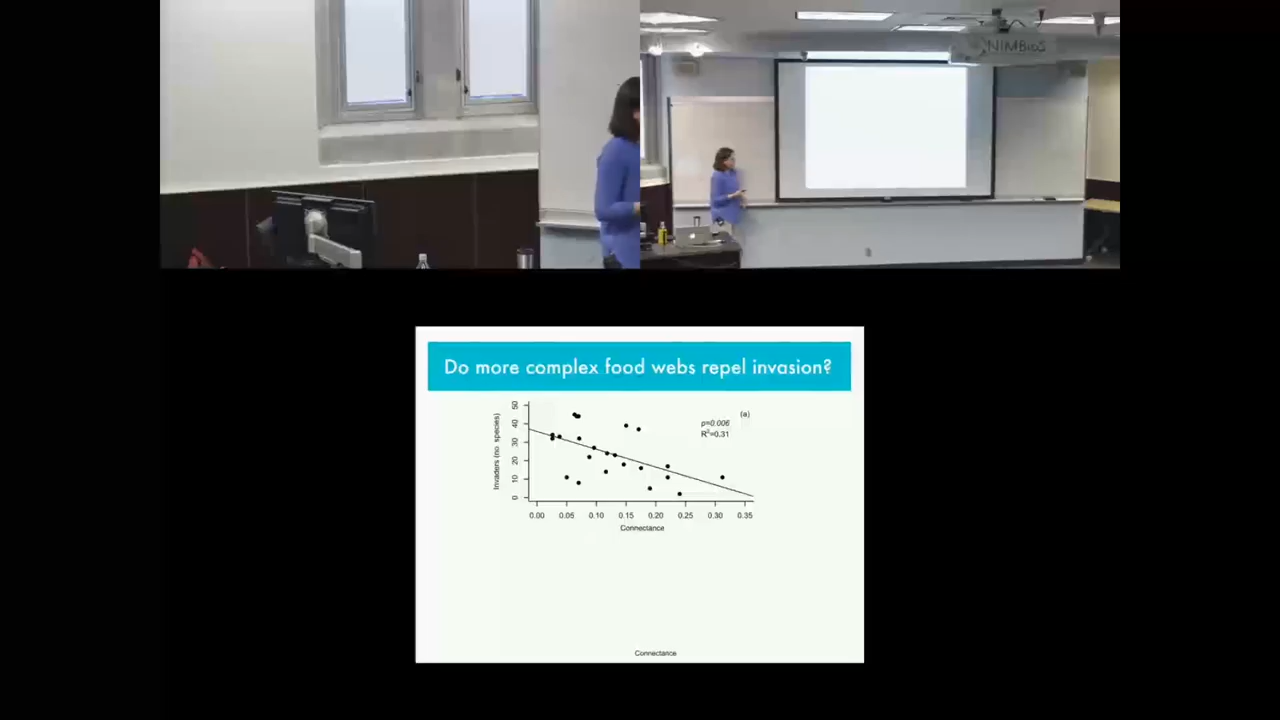 NIMBioS
Do more complex food webs repel invasion?
(a)
p=0.006
R²=0.31
Invaders (no. species)
50
40
30
20
10
0
0.00 0.05 0.10 0.15 0.20 0.25 0.30 0.35
Connectance
Connectance